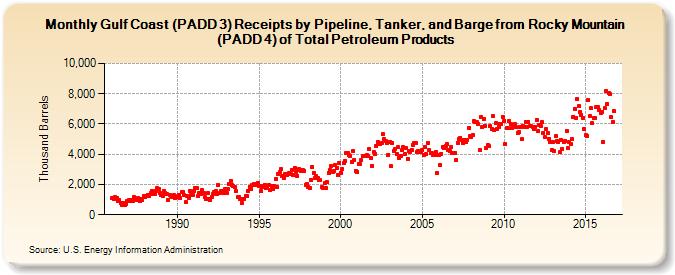 Monthly Gulf Coast (PADD 3) Receipts by Pipeline, Tanker, and Barge from Rocky Mountain
(PADD 4) of Total Petroleum Products
Thousand Barrels
10,000
8,000
6,000
4,000
2,000
0
1990 1995 2000 2005 2010 2015
Source: U.S. Energy Information Administration